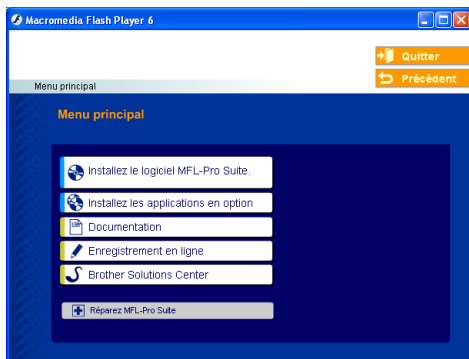 Macromedia Flash Player 6
Quitter
Précédent
Menu principal
Menu principal
Installez le logiciel MFL-Pro Suite.
Installez les applications en option
Documentation
Enregistrement en ligne
Brother Solutions Center
Réparez MFL-Pro Suite